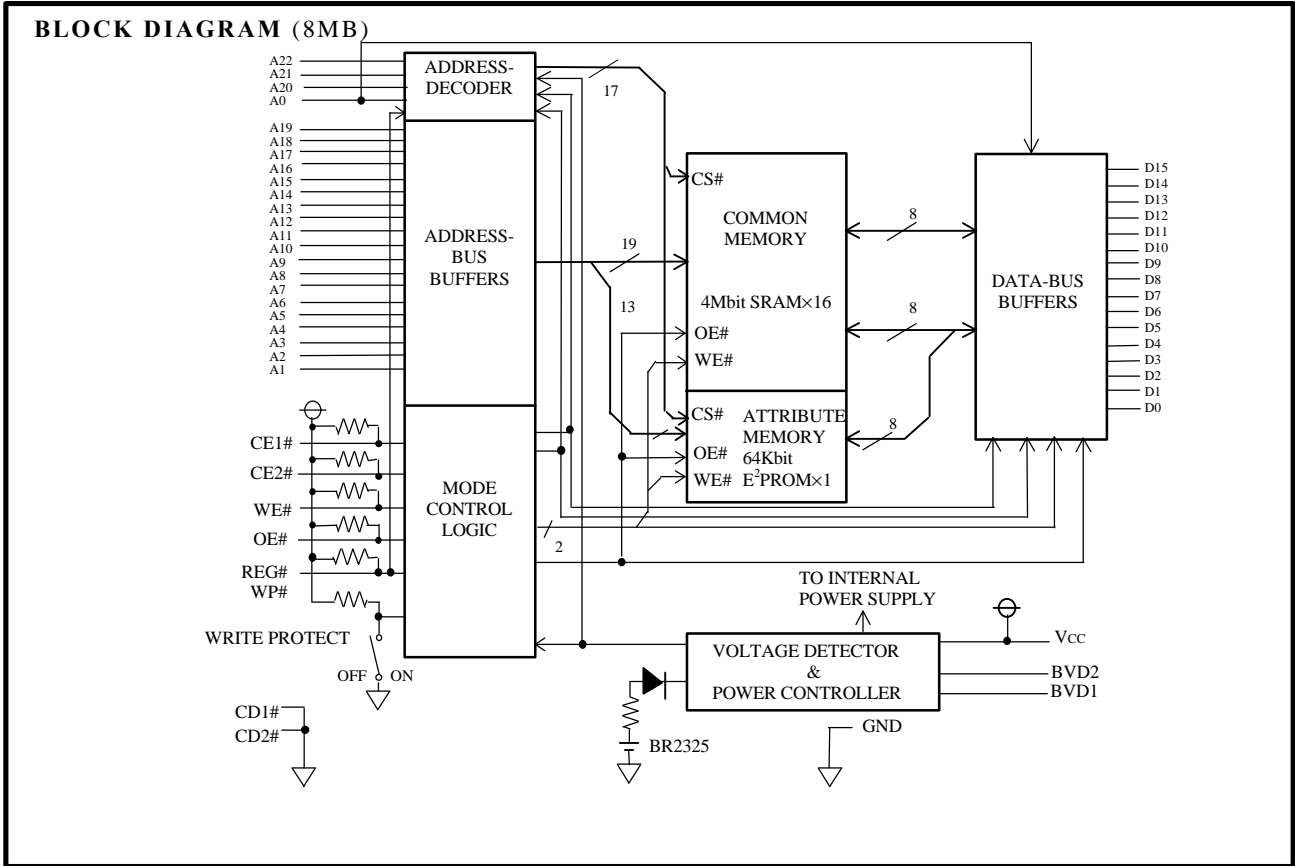 BLOCK DIAGRAM (8MB)
A22
A21
A20
A0
A19
A18
A17
A16
A15
A14
A13
A12
A11
A10
A9
A8
A7
A6
A5
A4
A3
A2
A1
CE1#
CE2#
WE#
OE#
REG#
WP#
WRITE PROTECT
OFF
ON
CD1#
CD2#
ADDRESS-
DECODER
ADDRESS-
BUS
BUFFERS
MODE
CONTROL
LOGIC
17
19
13
2
CS#
COMMON
MEMORY
4Mbit SRAM×16
OE#
WE#
CS# ATTRIBUTE
MEMORY
OE# 64Kbit
WE# E²PROM×1
8
8
8
DATA-BUS
BUFFERS
D15
D14
D13
D12
D11
D10
D9
D8
D7
D6
D5
D4
D3
D2
D1
D0
TO INTERNAL
POWER SUPPLY
VOLTAGE DETECTOR
&
POWER CONTROLLER
VCC
BVD2
BVD1
GND
BR2325